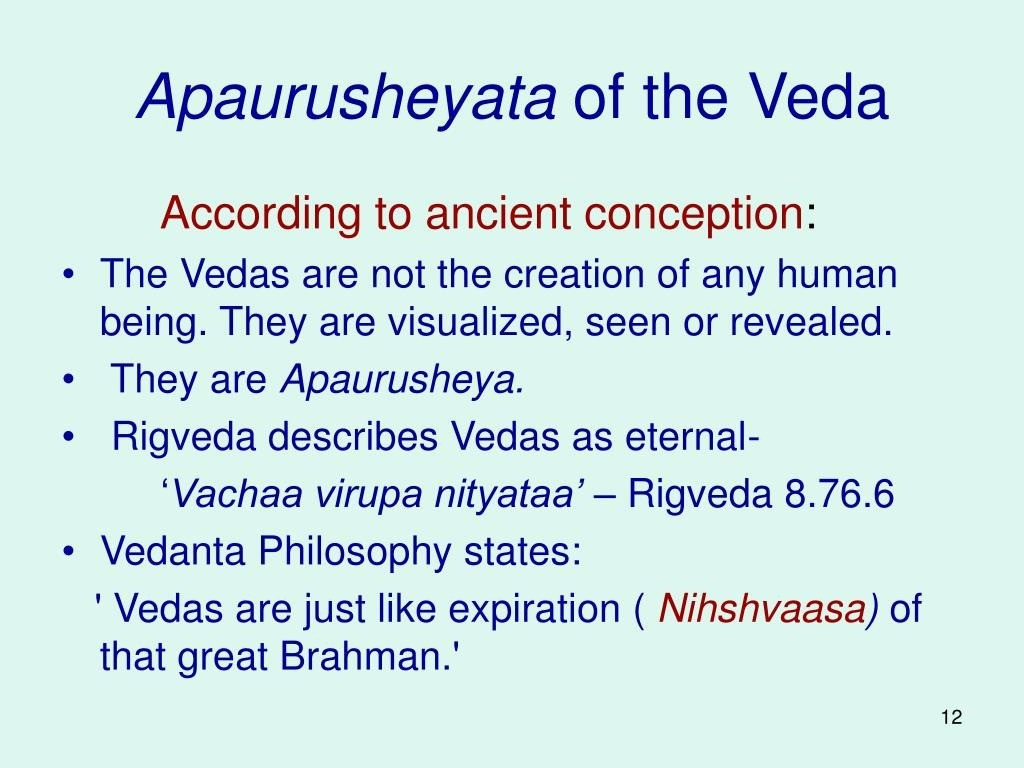 Apaurusheyata of the Veda
According to ancient conception:
• The Vedas are not the creation of any human
being. They are visualized, seen or revealed.
• They are Apaurusheya.
• Rigveda describes Vedas as eternal-
‘Vachaa virupa nityataa’ – Rigveda 8.76.6
• Vedanta Philosophy states:
' Vedas are just like expiration ( Nihshvaasa) of
that great Brahman.'
12